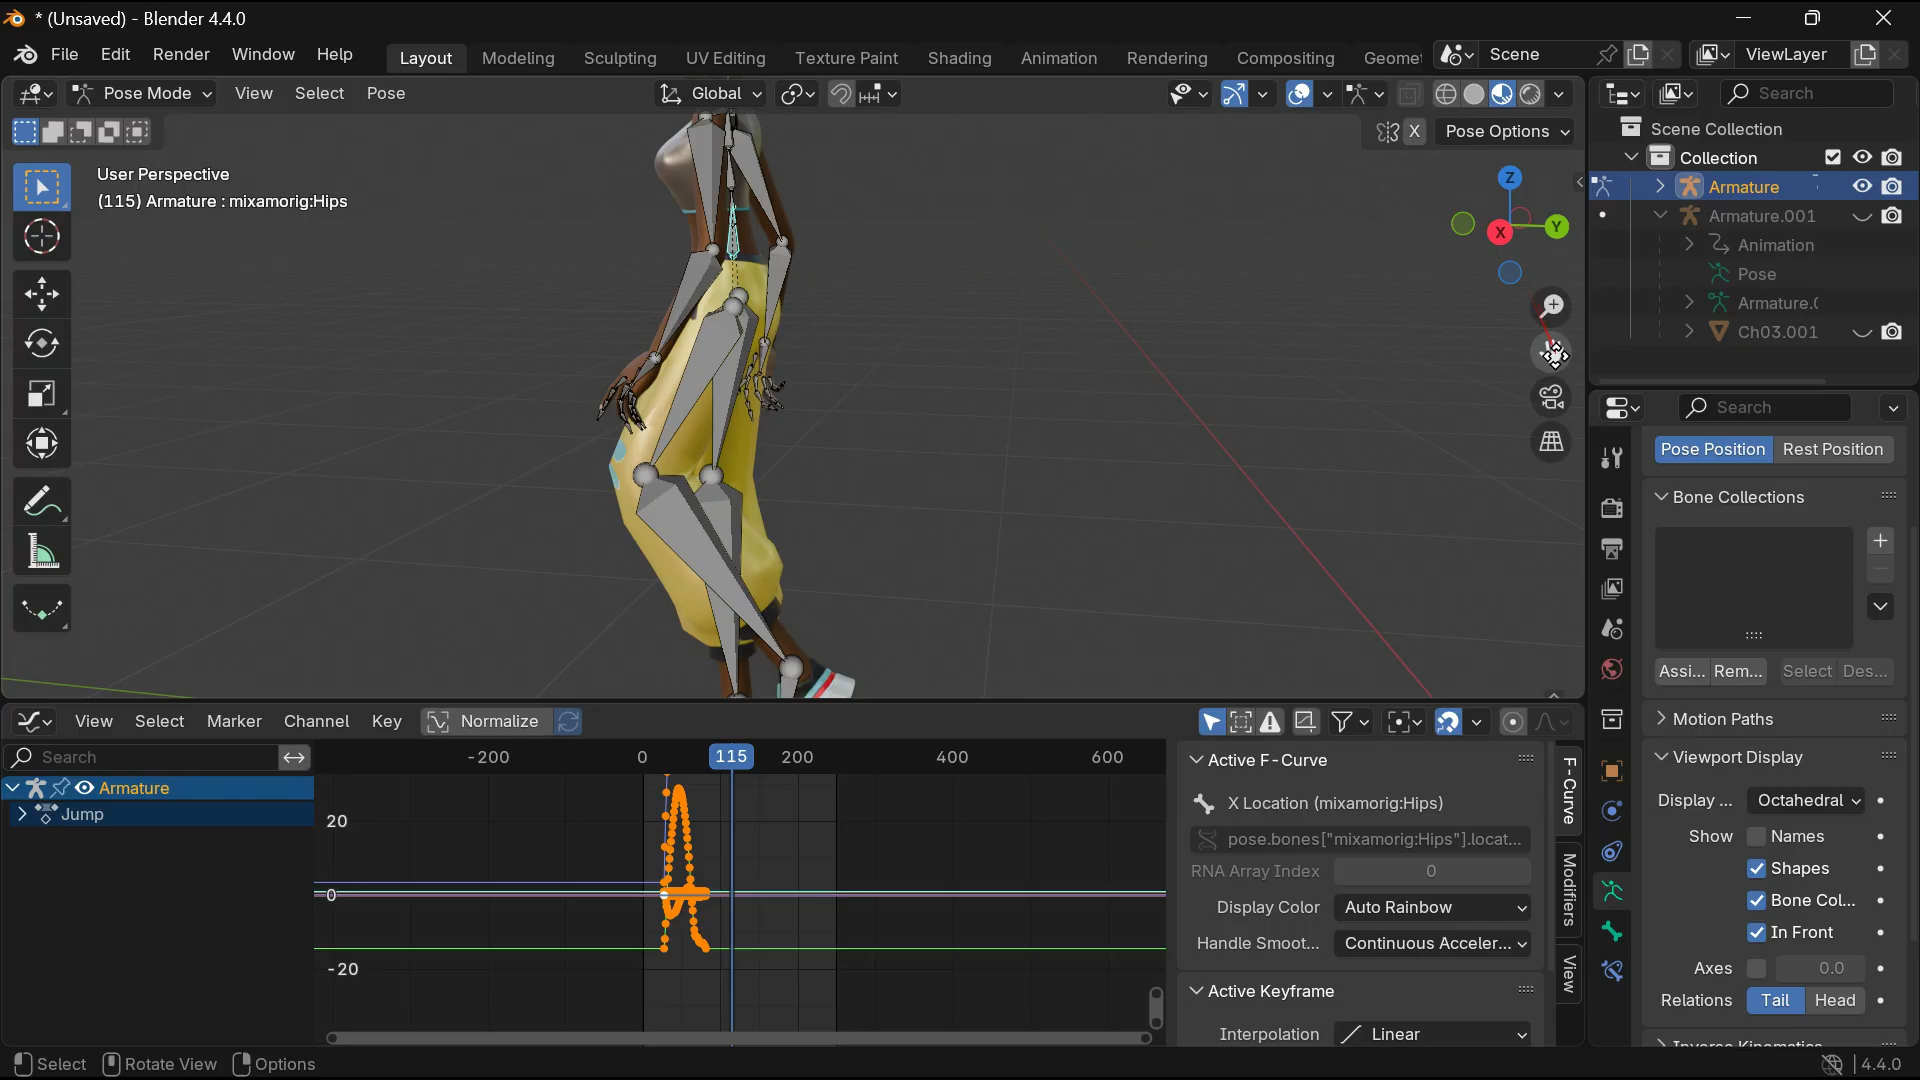 * (Unsaved) - Blender 4.4.0
File Edit Render Window Help Layout Modeling Sculpting UV Editing Texture Paint Shading Animation Rendering Compositing Geomet Scene ViewLayer
Pose Mode View Select Pose Global Search
X Pose Options
User Perspective
(115) Armature : mixamorig:Hips
Z
Y
X
Scene Collection
Collection
Armature
Armature.001
Animation
Pose
Armature.(
Ch03.001
Search
Pose Position Rest Position
Bone Collections
Assi... Rem... Select Des...
Motion Paths
Viewport Display
Display ... Octahedral
Show Names
Shapes
Bone Col...
In Front
Axes 0.0
Relations Tail Head
View Select Marker Channel Key Normalize
Search
-200 0 115 200 400 600
Armature
Jump
20
0
-20
Active F-Curve
X Location (mixamorig:Hips)
pose.bones["mixamorig:Hips"].locat...
RNA Array Index 0
Display Color Auto Rainbow
Handle Smoot... Continuous Acceler...
Active Keyframe
Interpolation Linear
F-Curve
Modifiers
View
Select Rotate View Options
4.4.0